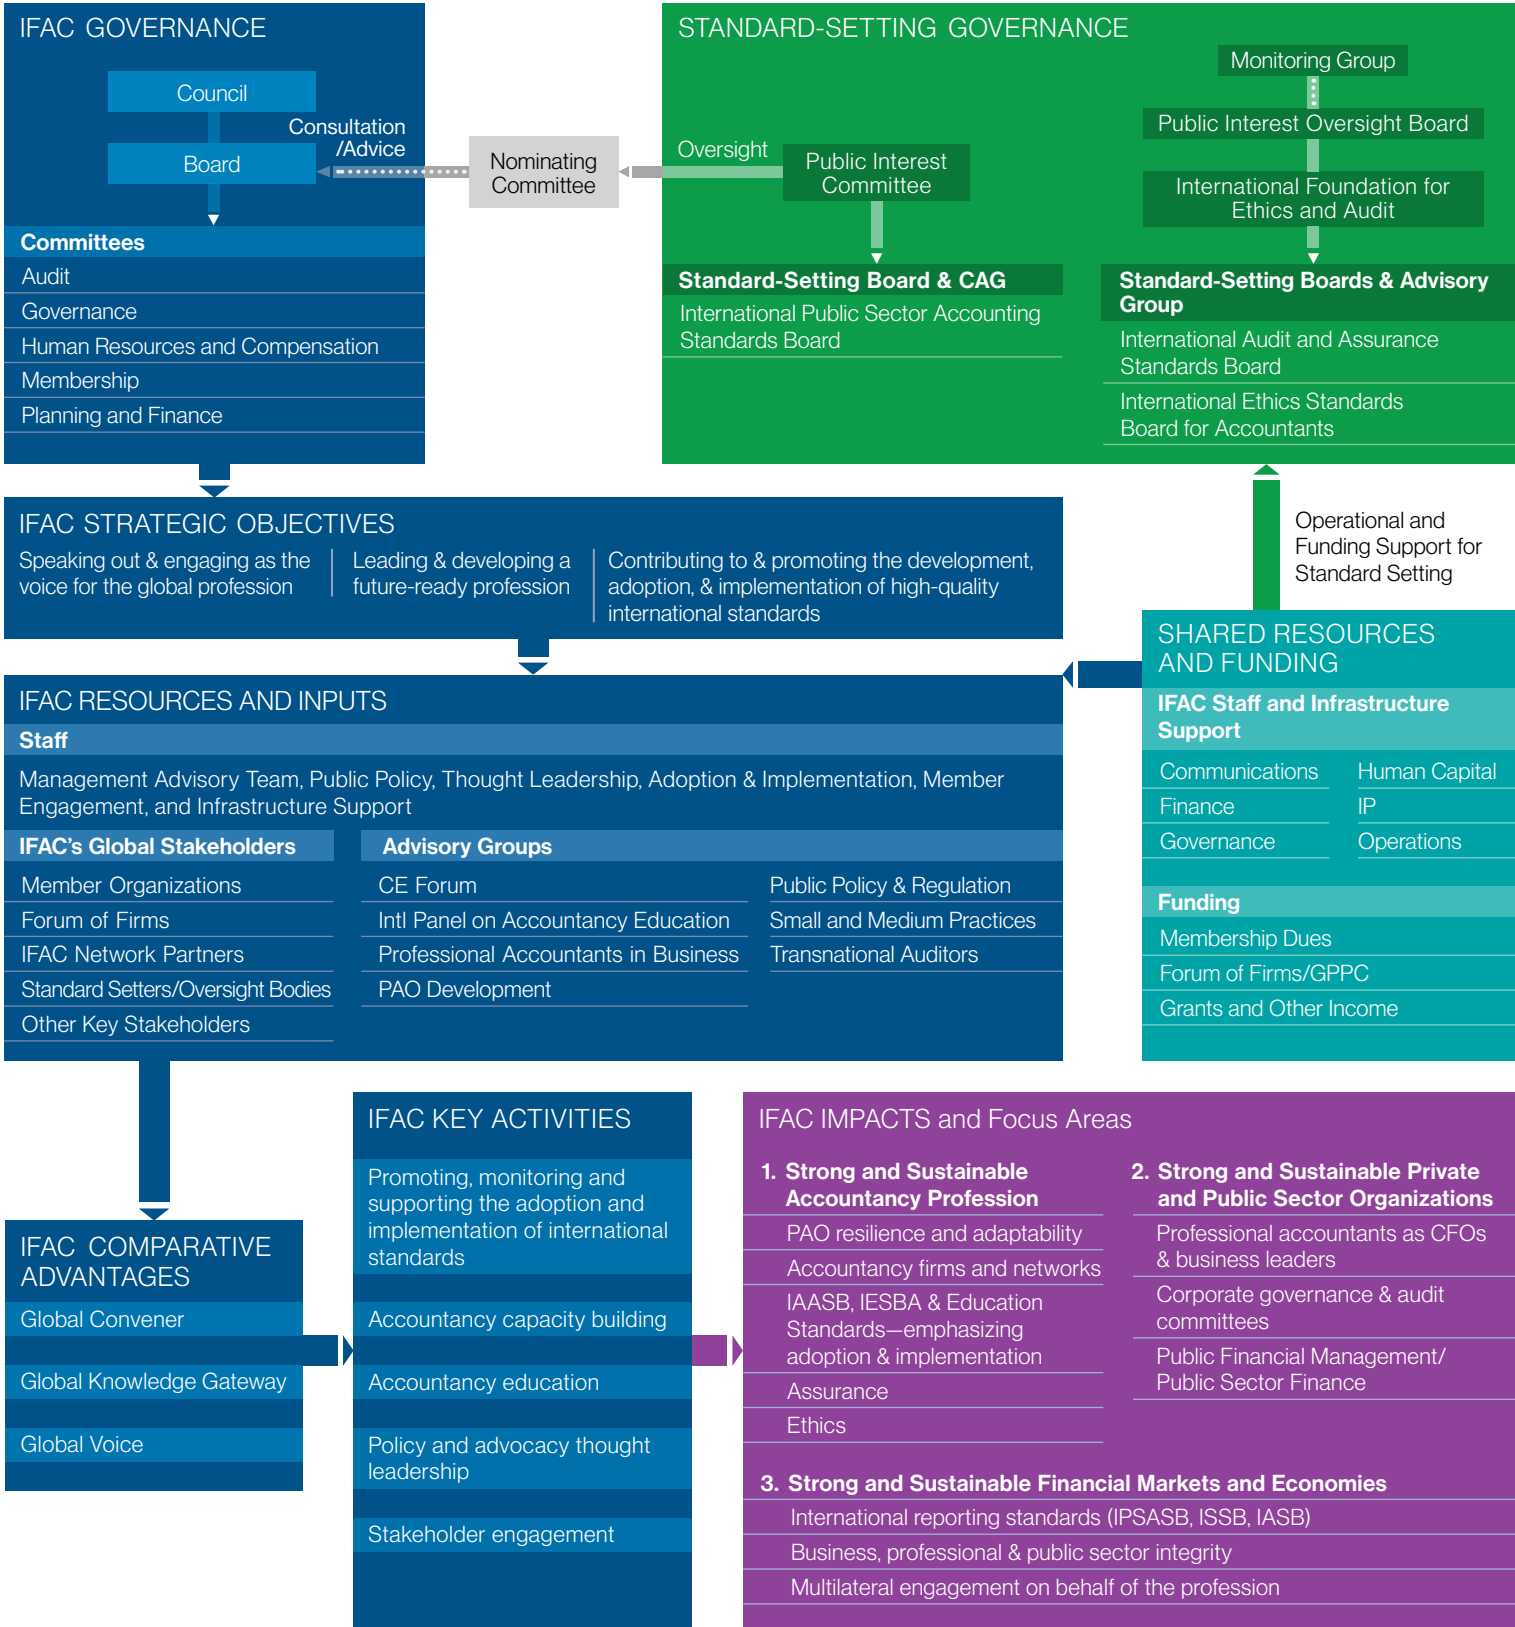 IFAC GOVERNANCE
Council
Board
Consultation
/Advice
Committees
Audit
Governance
Human Resources and Compensation
Membership
Planning and Finance
Nominating
Committee
STANDARD-SETTING GOVERNANCE
Oversight
Public Interest
Committee
Standard-Setting Board & CAG
International Public Sector Accounting
Standards Board
Monitoring Group
Public Interest Oversight Board
International Foundation for
Ethics and Audit
Standard-Setting Boards & Advisory
Group
International Audit and Assurance
Standards Board
International Ethics Standards
Board for Accountants
IFAC STRATEGIC OBJECTIVES
Speaking out & engaging as the
voice for the global profession
Leading & developing a
future-ready profession
Contributing to & promoting the development,
adoption, & implementation of high-quality
international standards
Operational and
Funding Support for
Standard Setting
SHARED RESOURCES
AND FUNDING
IFAC Staff and Infrastructure
Support
Communications
Finance
Governance
Human Capital
IP
Operations
Funding
Membership Dues
Forum of Firms/GPPC
Grants and Other Income
IFAC RESOURCES AND INPUTS
Staff
Management Advisory Team, Public Policy, Thought Leadership, Adoption & Implementation, Member
Engagement, and Infrastructure Support
IFAC's Global Stakeholders
Member Organizations
Forum of Firms
IFAC Network Partners
Standard Setters/Oversight Bodies
Other Key Stakeholders
Advisory Groups
CE Forum
Intl Panel on Accountancy Education
Professional Accountants in Business
PAO Development
Public Policy & Regulation
Small and Medium Practices
Transnational Auditors
IFAC COMPARATIVE
ADVANTAGES
Global Convener
Global Knowledge Gateway
Global Voice
IFAC KEY ACTIVITIES
Promoting, monitoring and
supporting the adoption and
implementation of international
standards
Accountancy capacity building
Accountancy education
Policy and advocacy thought
leadership
Stakeholder engagement
IFAC IMPACTS and Focus Areas
1. Strong and Sustainable
Accountancy Profession
PAO resilience and adaptability
Accountancy firms and networks
IAASB, IESBA & Education
Standards—emphasizing
adoption & implementation
Assurance
Ethics
2. Strong and Sustainable Private
and Public Sector Organizations
Professional accountants as CFOs
& business leaders
Corporate governance & audit
committees
Public Financial Management/
Public Sector Finance
3. Strong and Sustainable Financial Markets and Economies
International reporting standards (IPSASB, ISSB, IASB)
Business, professional & public sector integrity
Multilateral engagement on behalf of the profession